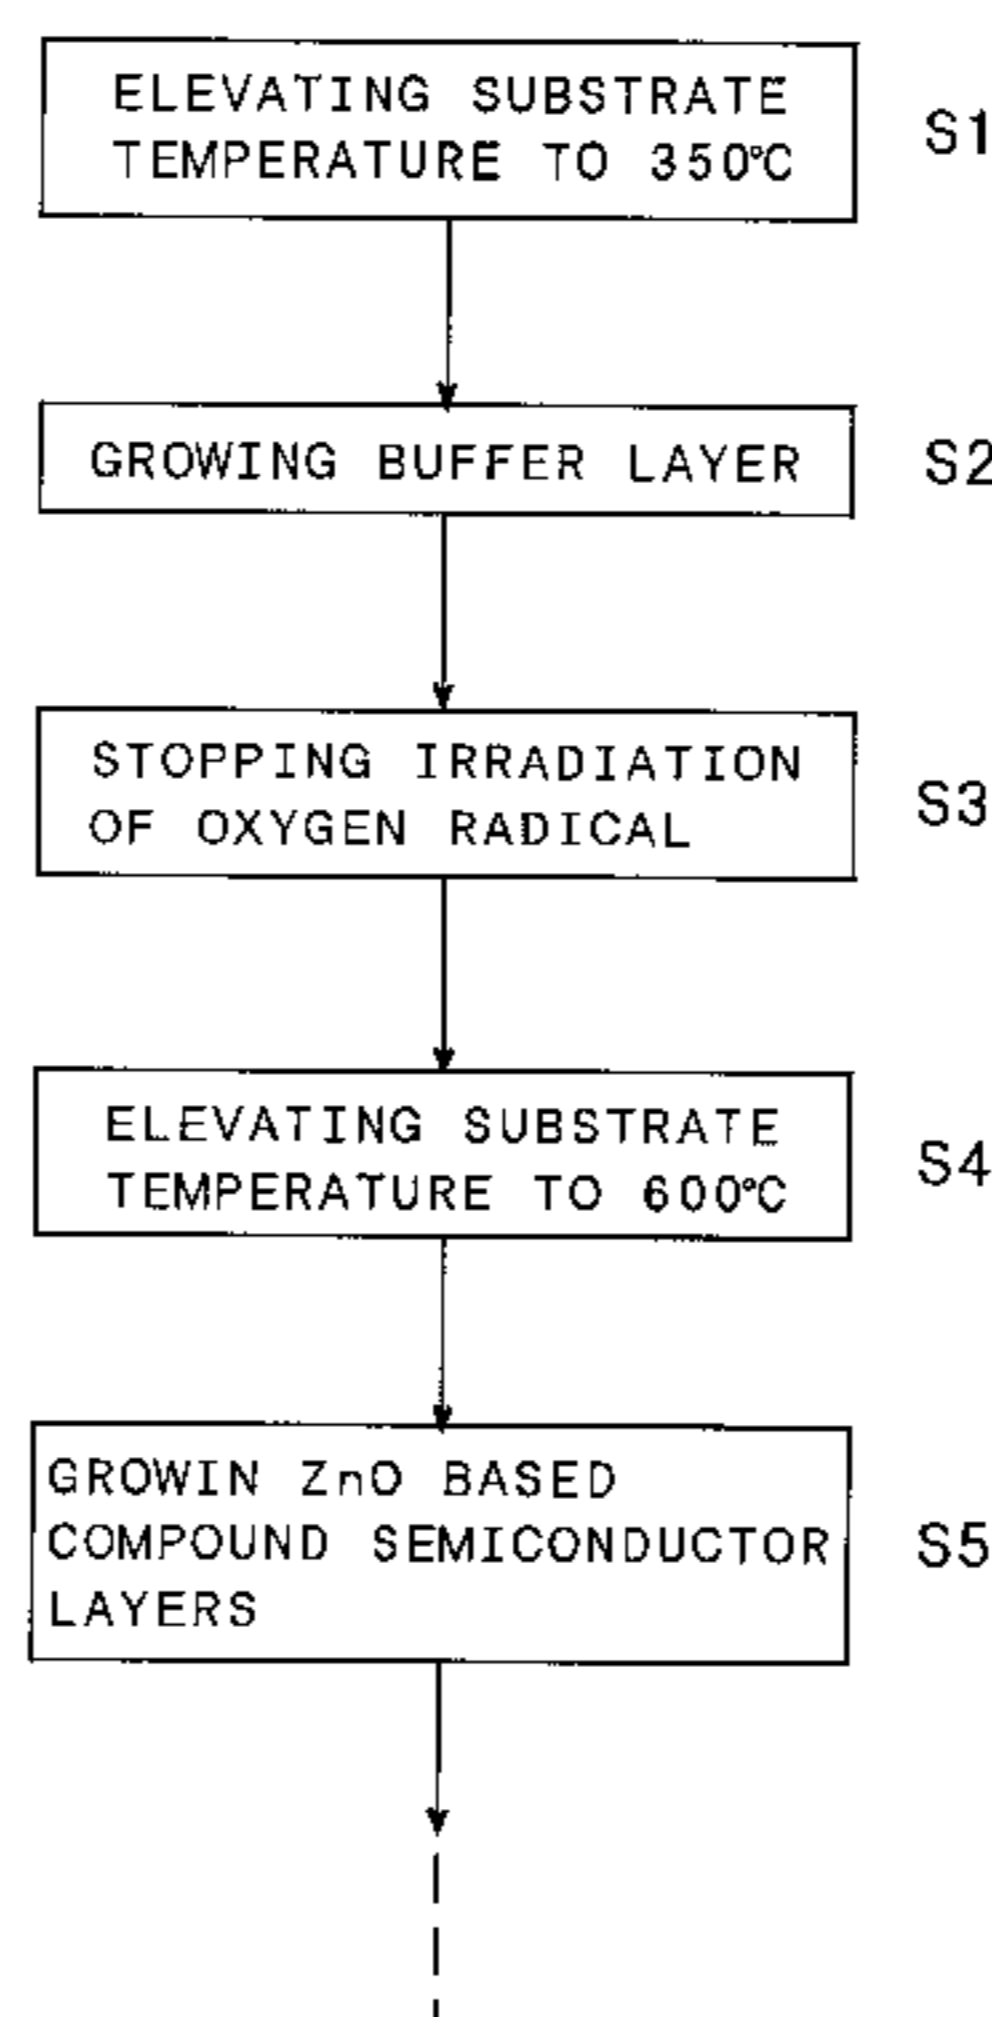 ELEVATING SUBSTRATE
TEMPERATURE TO 350℃
S1
GROWING BUFFER LAYER
S2
STOPPING IRRADIATION
OF OXYGEN RADICAL
S3
ELEVATING SUBSTRATE
TEMPERATURE TO 600℃
S4
GROWIN ZnO BASED
COMPOUND SEMICONDUCTOR
LAYERS
S5